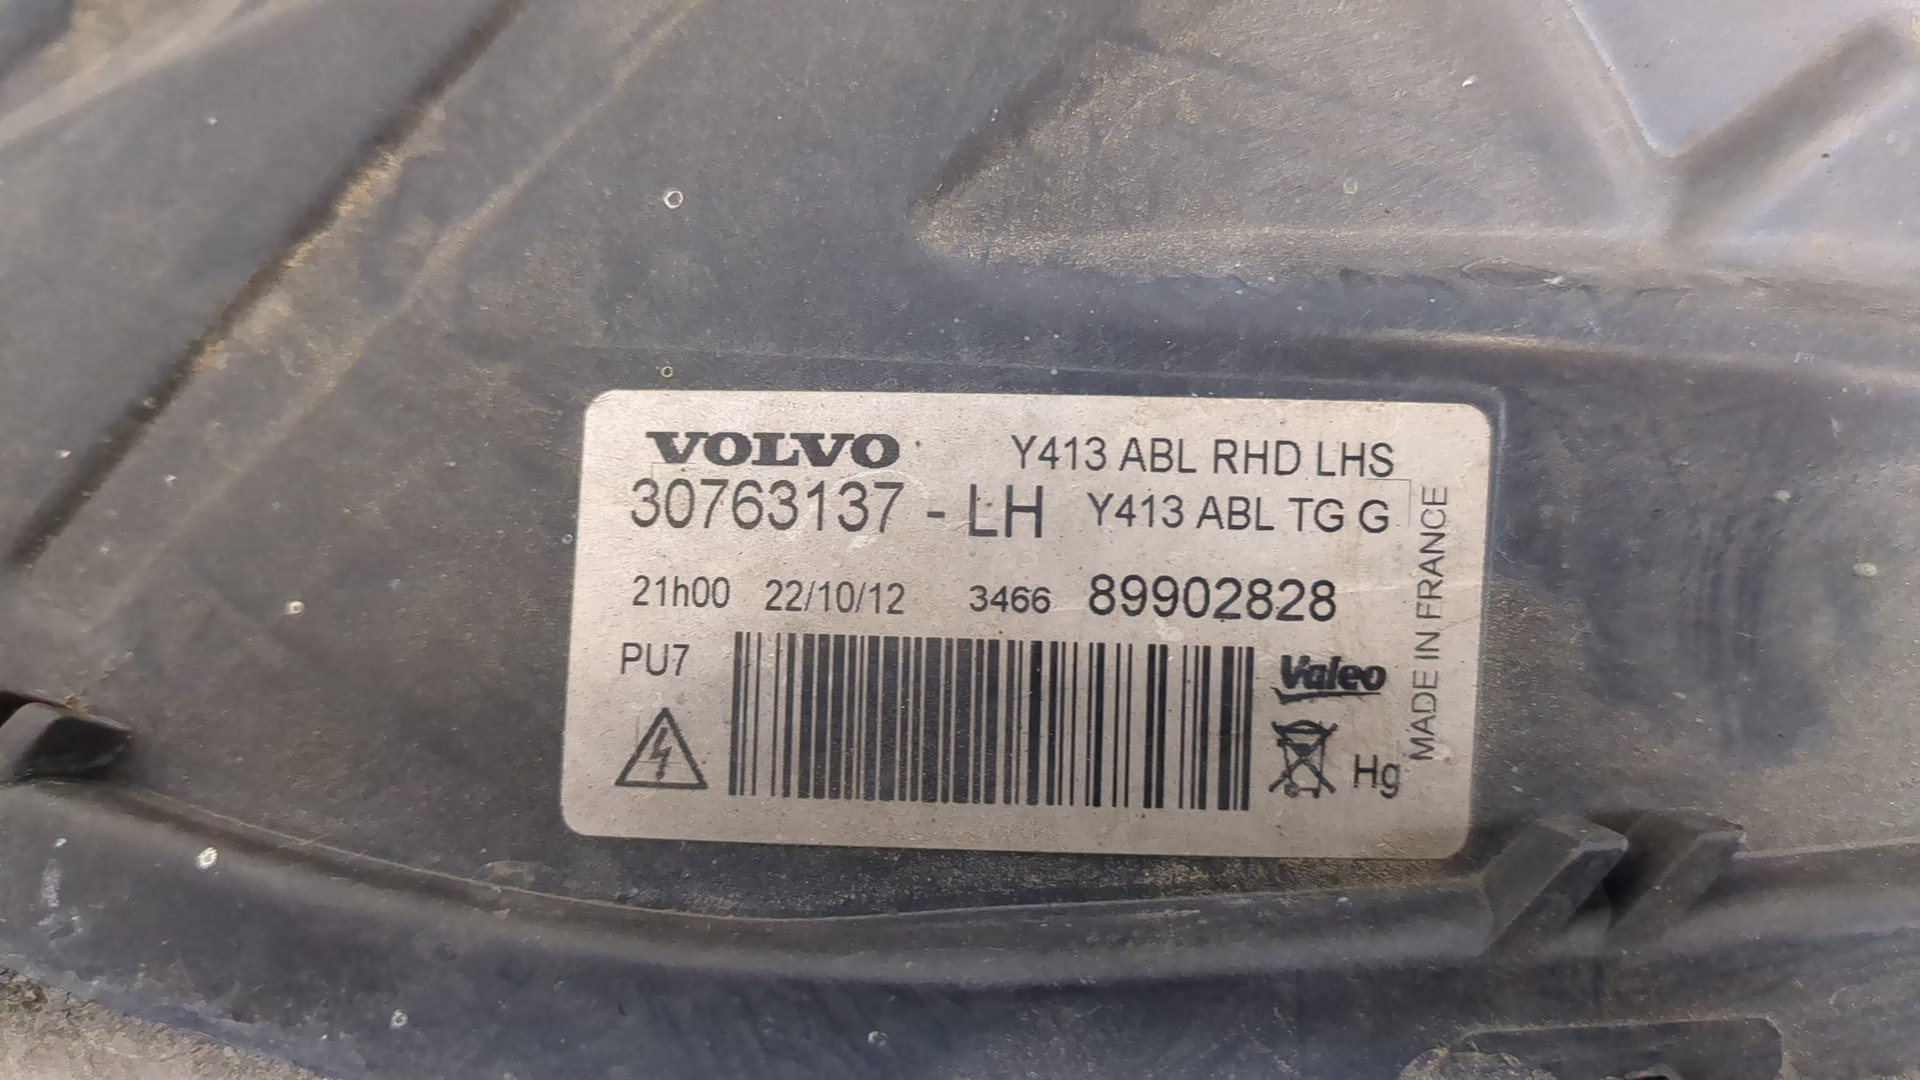 VOLVO Y413 ABL RHD LHS
30763137 - LH Y413 ABL TG G
21h00 22/10/12 3466 89902828
PU7
Valeo
Hg
MADE IN FRANCE